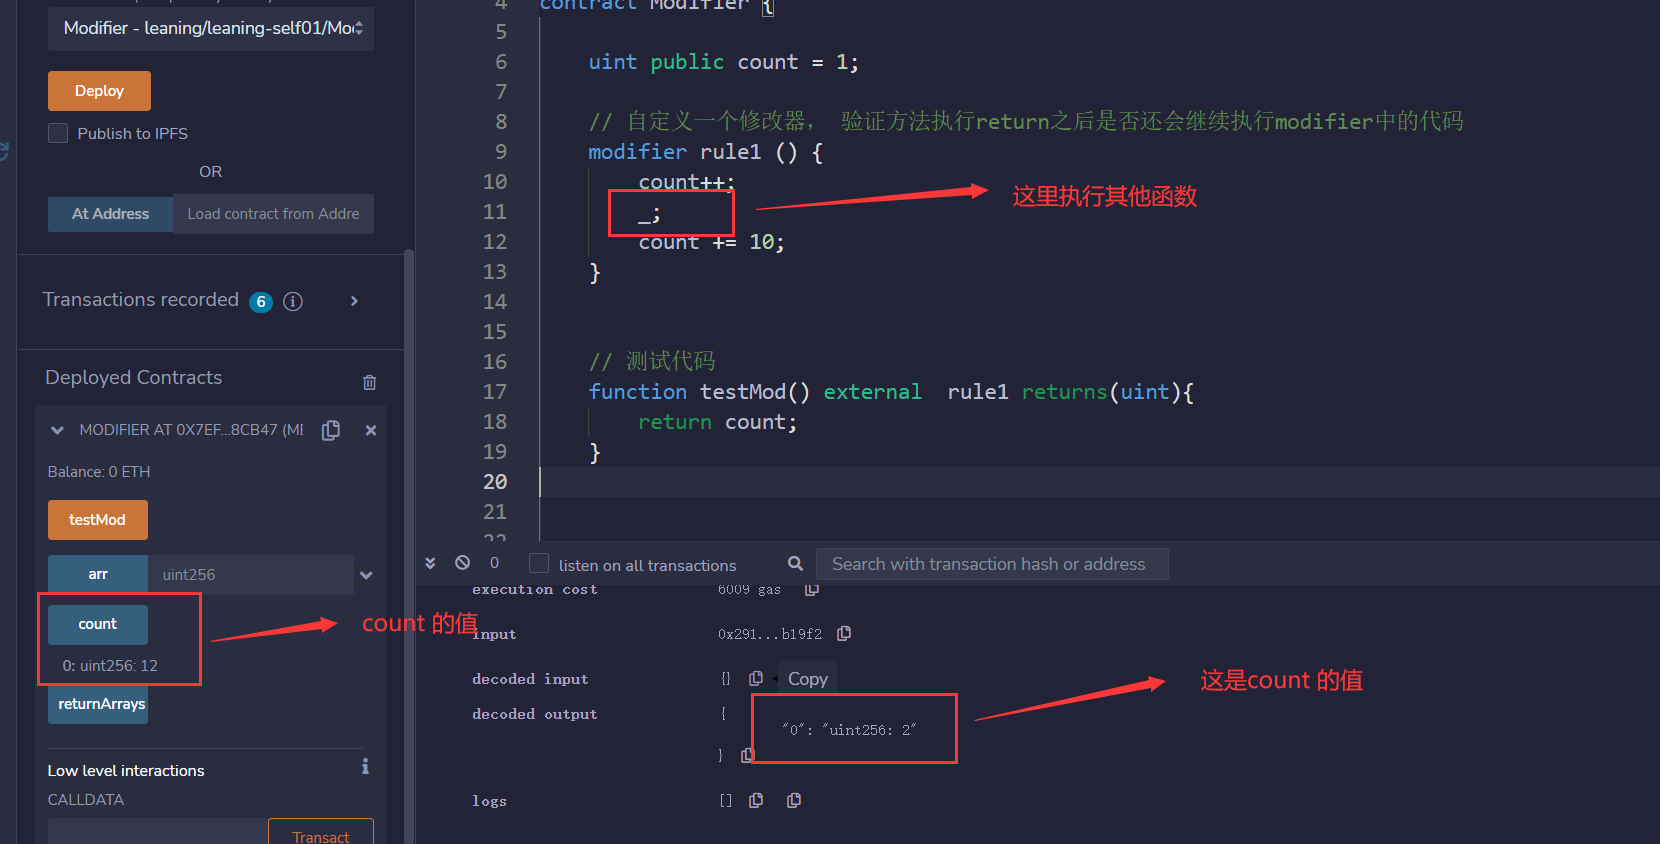 Modifier - leaning/leaning-self01/Mo
Deploy
Publish to IPFS
OR
At Address
Load contract from Addre
Transactions recorded 6
Deployed Contracts
MODIFIER AT 0X7EF...8CB47 (ME
Balance: 0 ETH
testMod
arr
uint256
count
0: uint256: 12
count 的值
returnArrays
Low level interactions
CALLDATA
Transact
4 contract Modifier {
5
6 uint public count = 1;
7
8 // 自定义一个修改器， 验证方法执行return之后是否还会继续执行modifier中的代码
9 modifier rule1 () {
10 count++;
11 _;
这里执行其他函数
12 count += 10;
13 }
14
15
16 // 测试代码
17 function testMod() external  rule1 returns(uint){
18 return count;
19 }
20
21
22
0
listen on all transactions
Search with transaction hash or address
execution cost 6009 gas
input 0x291...b19f2
decoded input {}
Copy
decoded output {
"0": "uint256: 2"
这是count 的值
}
logs []